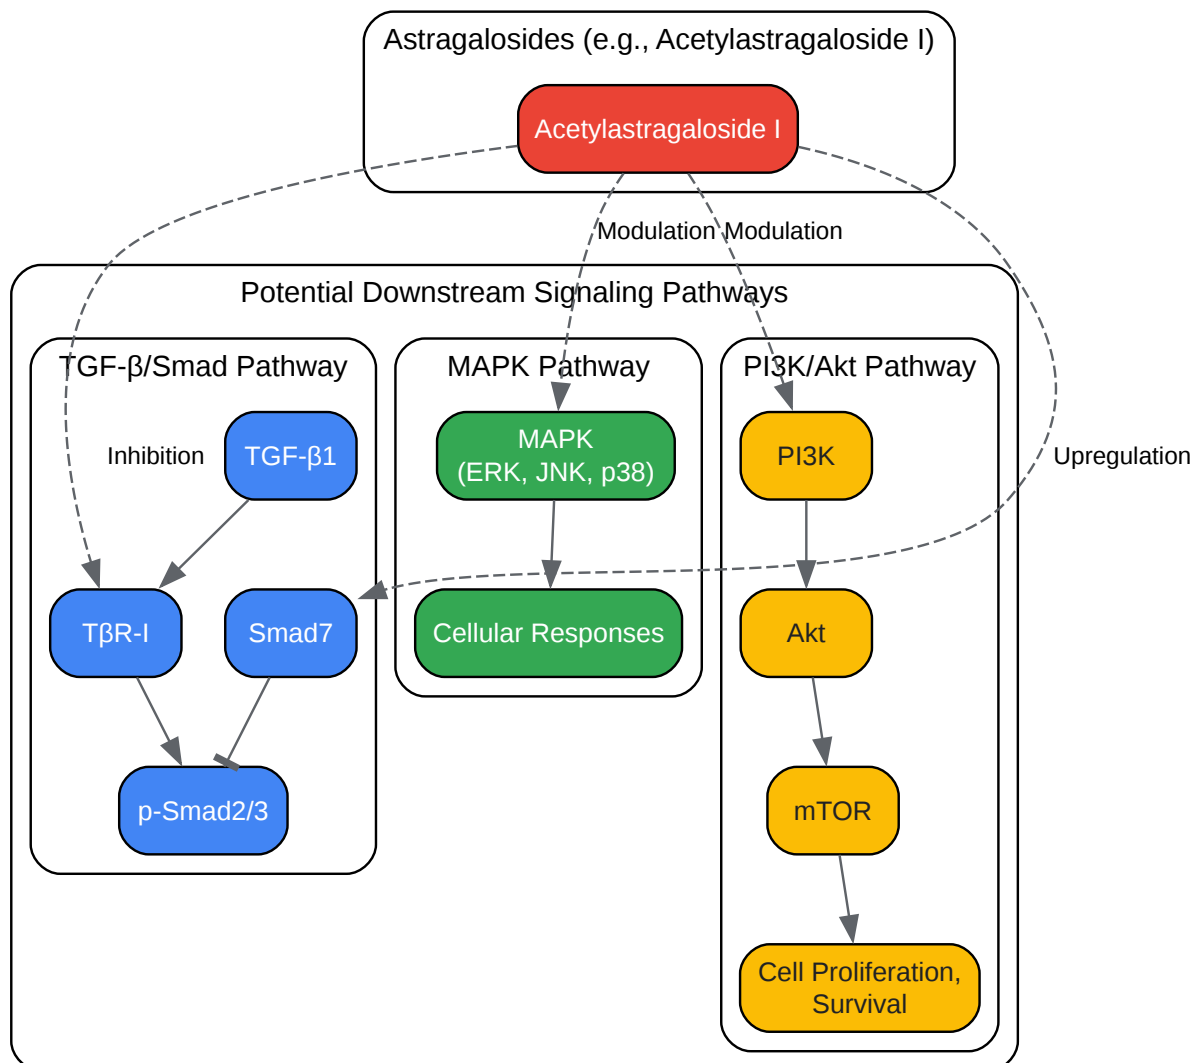 Astragalosides (e.g., Acetylastragaloside I)
Acetylastragaloside I
Modulation
Modulation
Potential Downstream Signaling Pathways
TGF-β/Smad Pathway
MAPK Pathway
PI3K/Akt Pathway
Inhibition
TGF-β1
MAPK
(ERK, JNK, p38)
PI3K
Upregulation
TβR-I
Smad7
Cellular Responses
Akt
p-Smad2/3
mTOR
Cell Proliferation,
Survival